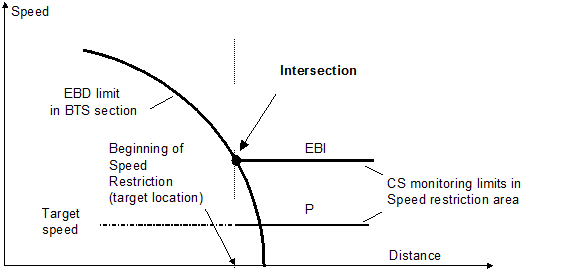 Speed
Intersection
EBD limit
in BTS section
Beginning of
Speed
Restriction
(target location)
EBI
CS monitoring limits in
Speed restriction area
P
Target
speed
Distance